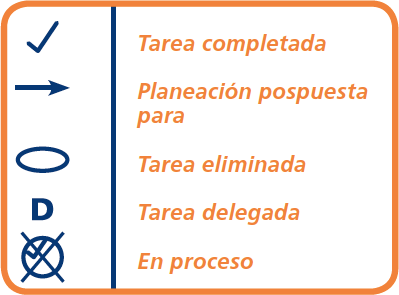 Tarea completada
Planeación pospuesta
para
Tarea eliminada
D Tarea delegada
En proceso